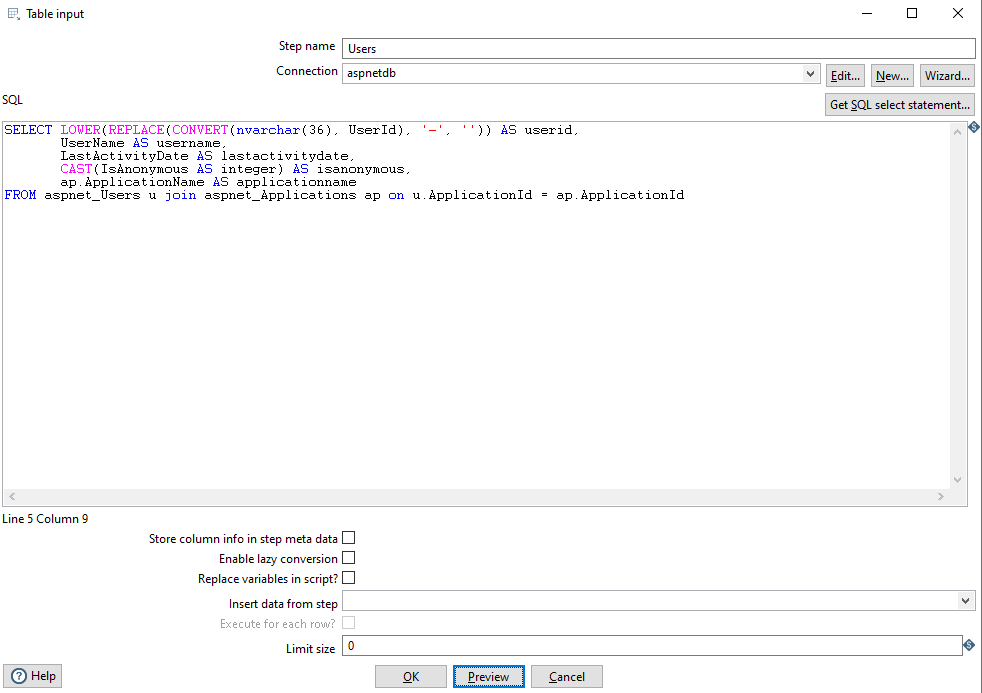 Table input
Step name Users
Connection aspnetdb Edit... New... Wizard...
SQL Get SQL select statement...
SELECT LOWER(REPLACE(CONVERT(nvarchar(36), UserId), '-', '')) AS userid,
UserName AS username,
LastActivityDate AS lastactivitydate,
CAST(IsAnonymous AS integer) AS isanonymous,
ap.ApplicationName AS applicationname
FROM aspnet_Users u join aspnet_Applications ap on u.ApplicationId = ap.ApplicationId
Line 5 Column 9
Store column info in step meta data
Enable lazy conversion
Replace variables in script?
Insert data from step
Execute for each row?
Limit size 0
Help OK Preview Cancel